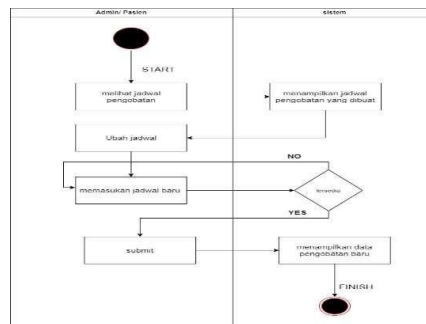 Admin/ Pasien
sistem
START
melihat jadwal
pengobatan
menampilkan jadwal
pengobatan yang dibuat
Ubah jadwal
NO
memasukan jadwal baru
tersedia
YES
submit
menampilkan data
pengobatan baru
FINISH